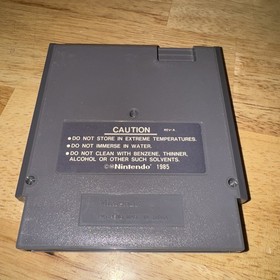 CAUTION
• DO NOT STORE IN EXTREME TEMPERATURES.
• DO NOT IMMERSE IN WATER.
• DO NOT CLEAN WITH BENZENE, THINNER,
ALCOHOL OR OTHER SUCH SOLVENTS.
©®Nintendo 1985